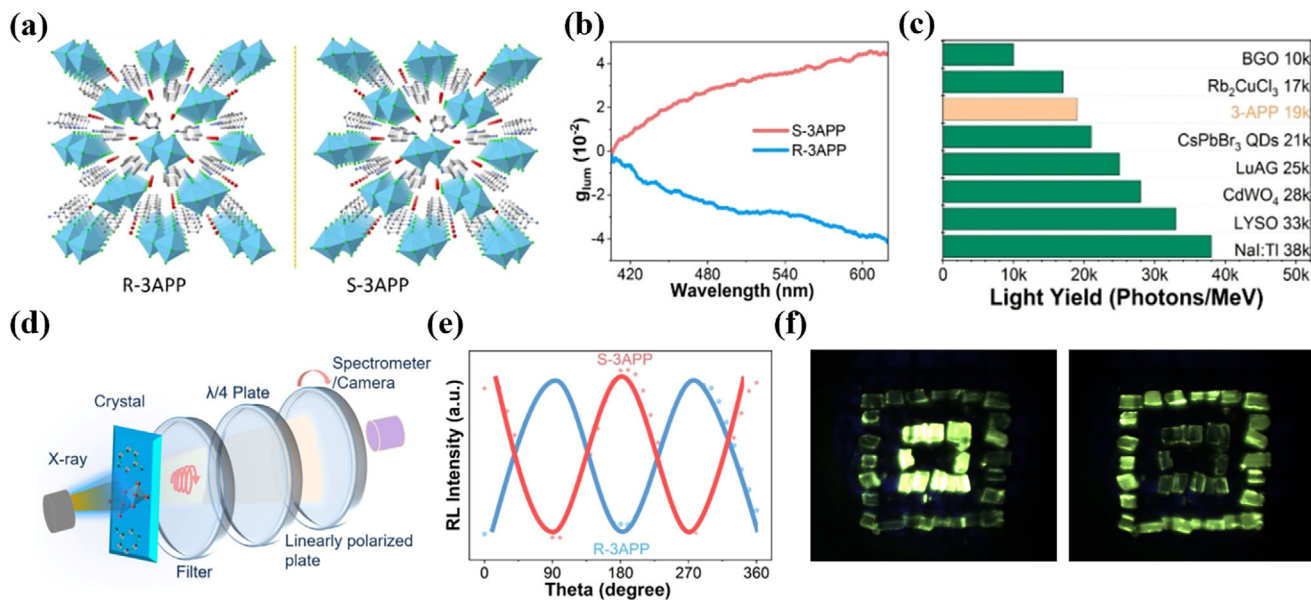 (a)
R-3APP
S-3APP
(b)
g_lum (10^-2)
4
2
0
-2
-4
S-3APP
R-3APP
420
480
540
600
Wavelength (nm)
(c)
BGO 10k
Rb₂CuCl₃ 17k
3-APP 19k
CsPbBr₃ QDs 21k
LuAG 25k
CdWO₄ 28k
LYSO 33k
NaI:Tl 38k
0
10k
20k
30k
40k
50k
Light Yield (Photons/MeV)
(d)
X-ray
Crystal
Filter
λ/4 Plate
Linearly polarized
plate
Spectrometer
/Camera
(e)
RL Intensity (a.u.)
S-3APP
R-3APP
0
90
180
270
360
Theta (degree)
(f)